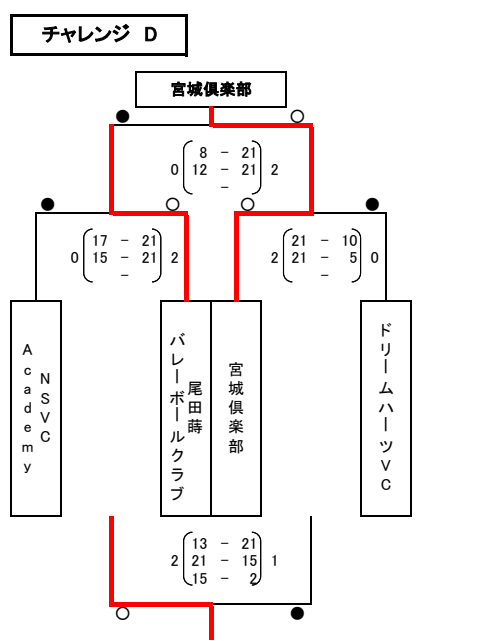 チャレンジ D
宮城倶楽部
● ○
0 8 - 21 2
12 - 21
-
● ○ ○ ●
0 17 - 21 2
15 - 21
-
2 21 - 10 0
21 - 5
-
NSVC
Academy
尾田蒔
バレーボールクラブ
宮城倶楽部
ドリームハーツVC
2 13 - 21 1
21 - 15
15 - 2
○ ●